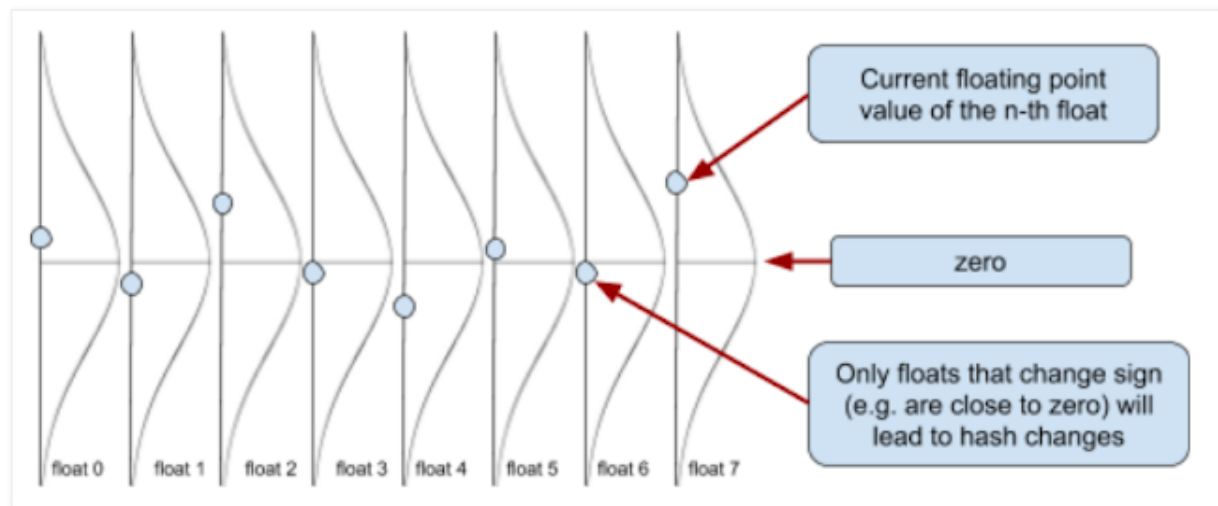 Current floating point
value of the n-th float
zero
Only floats that change sign
(e.g. are close to zero) will
lead to hash changes
float 0
float 1
float 2
float 3
float 4
float 5
float 6
float 7